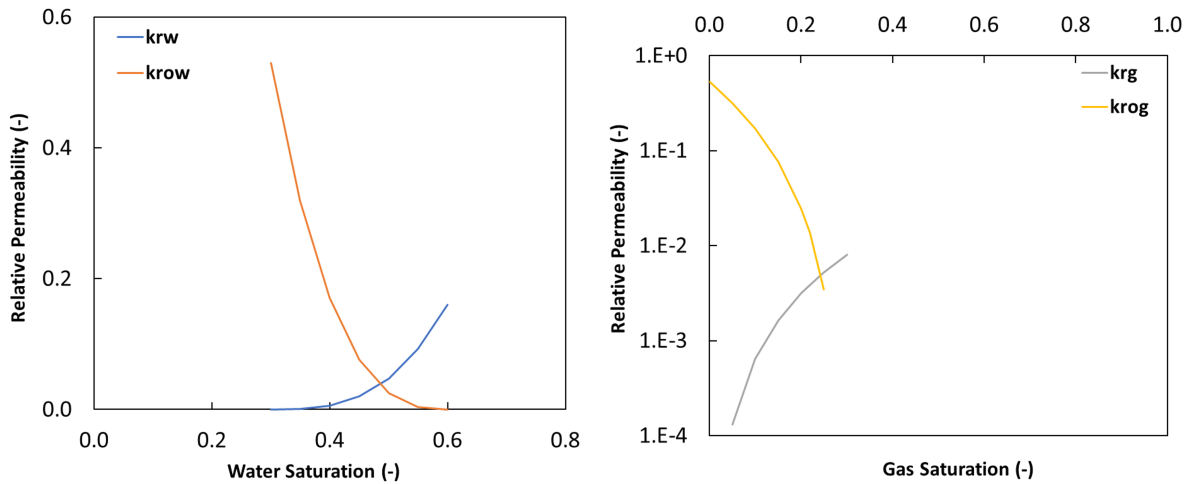 0.6
krw
krow
0.4
0.2
0.0
Relative Permeability (-)
0.0 0.2 0.4 0.6 0.8
Water Saturation (-)
0.0 0.2 0.4 0.6 0.8 1.0
1.E+0
krg
krog
1.E-1
1.E-2
1.E-3
1.E-4
Relative Permeability (-)
Gas Saturation (-)